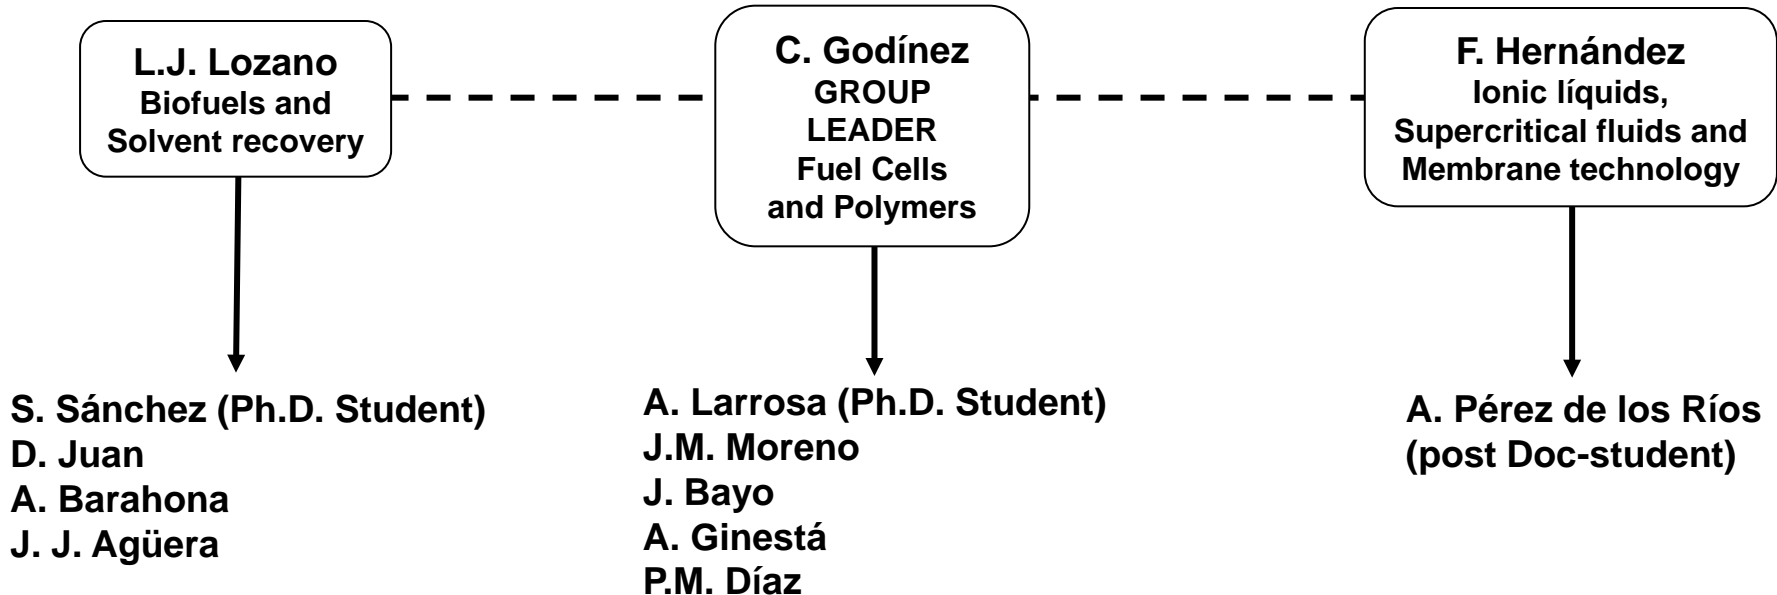 L.J. Lozano
Biofuels and
Solvent recovery
C. Godínez
GROUP
LEADER
Fuel Cells
and Polymers
F. Hernández
Ionic líquids,
Supercritical fluids and
Membrane technology
S. Sánchez (Ph.D. Student)
D. Juan
A. Barahona
J. J. Agüera
A. Larrosa (Ph.D. Student)
J.M. Moreno
J. Bayo
A. Ginestá
P.M. Díaz
A. Pérez de los Ríos
(post Doc-student)